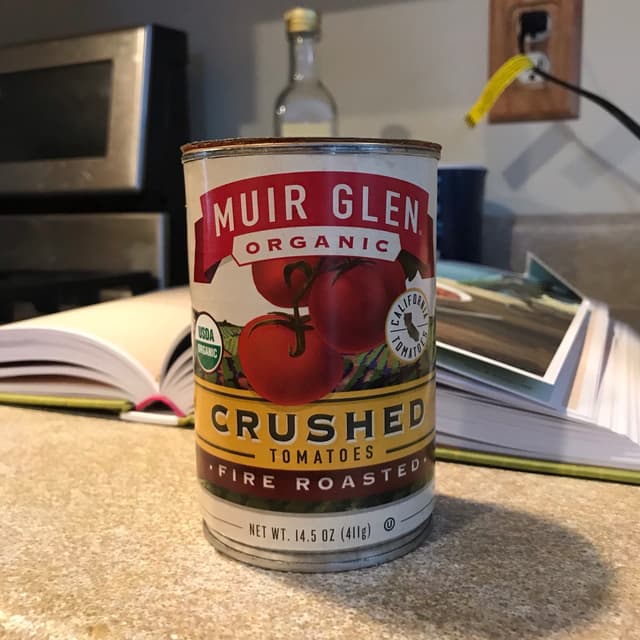 MUIR GLEN
ORGANIC
USDA
ORGANIC
CALIFORNIA
TOMATOES
CRUSHED
TOMATOES
• FIRE ROASTED •
NET WT. 14.5 OZ (411g) U